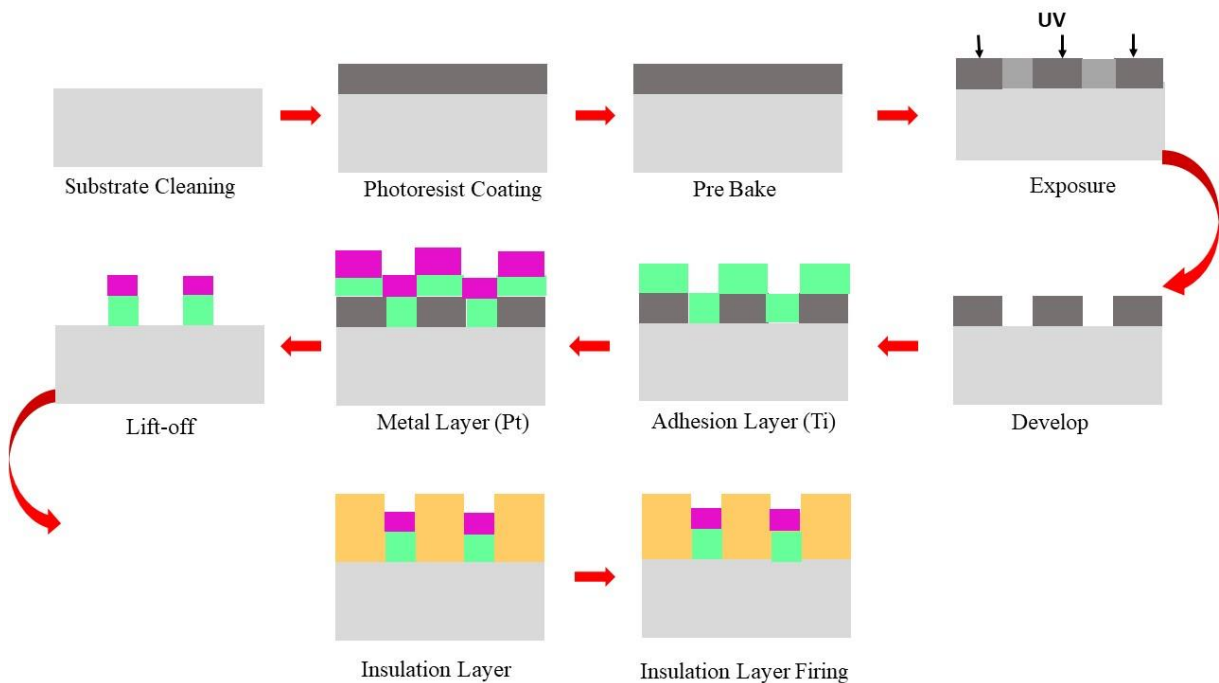 UV
Substrate Cleaning
Photoresist Coating
Pre Bake
Exposure
Lift-off
Metal Layer (Pt)
Adhesion Layer (Ti)
Develop
Insulation Layer
Insulation Layer Firing